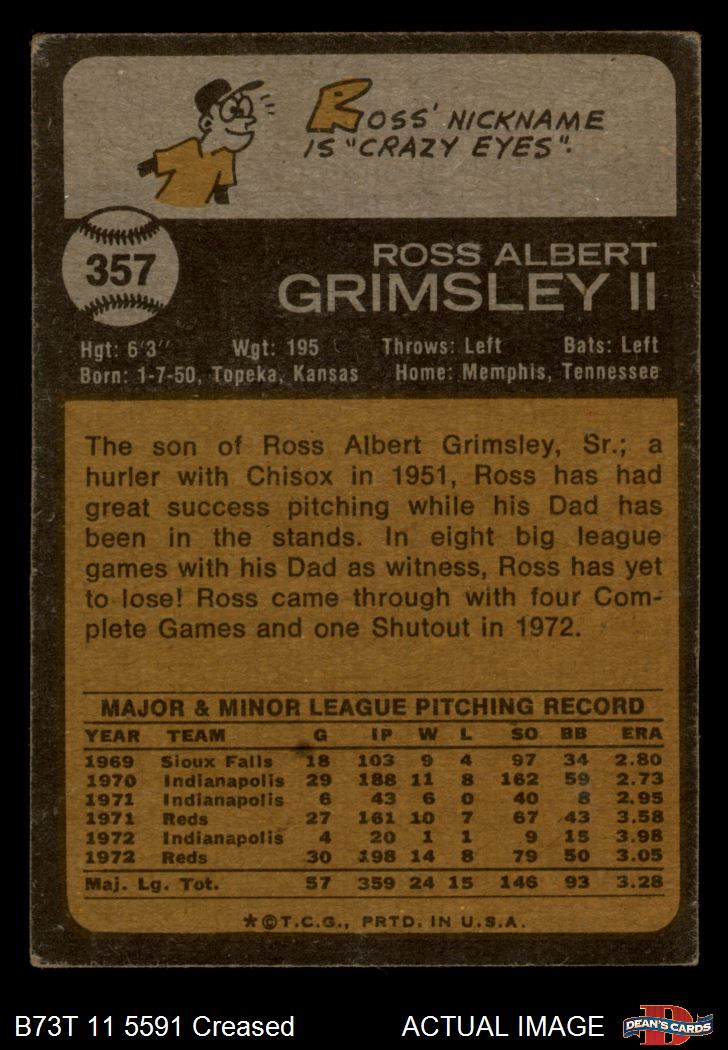 ROSS' NICKNAME
IS "CRAZY EYES".
357
ROSS ALBERT
GRIMSLEY II
Hgt: 6'3" Wgt: 195 Throws: Left Bats: Left
Born: 1-7-50, Topeka, Kansas Home: Memphis, Tennessee
The son of Ross Albert Grimsley, Sr.; a
hurler with Chisox in 1951, Ross has had
great success pitching while his Dad has
been in the stands. In eight big league
games with his Dad as witness, Ross has yet
to lose! Ross came through with four Com-
plete Games and one Shutout in 1972.
MAJOR & MINOR LEAGUE PITCHING RECORD
YEAR TEAM G IP W L SO BB ERA
1969 Sioux Falls 18 103 9 4 97 34 2.80
1970 Indianapolis 29 188 11 8 162 59 2.73
1971 Indianapolis 6 43 6 0 40 8 2.95
1971 Reds 27 161 10 7 67 43 3.58
1972 Indianapolis 4 20 1 1 9 15 3.98
1972 Reds 30 198 14 8 79 50 3.05
Maj. Lg. Tot. 57 359 24 15 146 93 3.28
*©T.C.G., PRTD. IN U.S.A.
B73T 11 5591 Creased ACTUAL IMAGE
D
DEAN'S CARDS